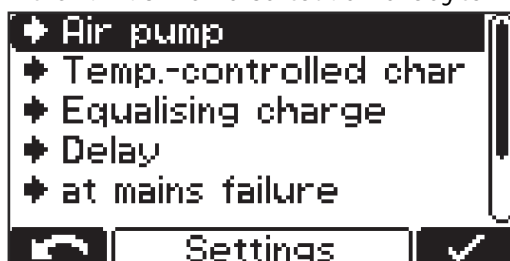 Air pump
Temp.-controlled char
Equalising charge
Delay
at mains failure
Settings